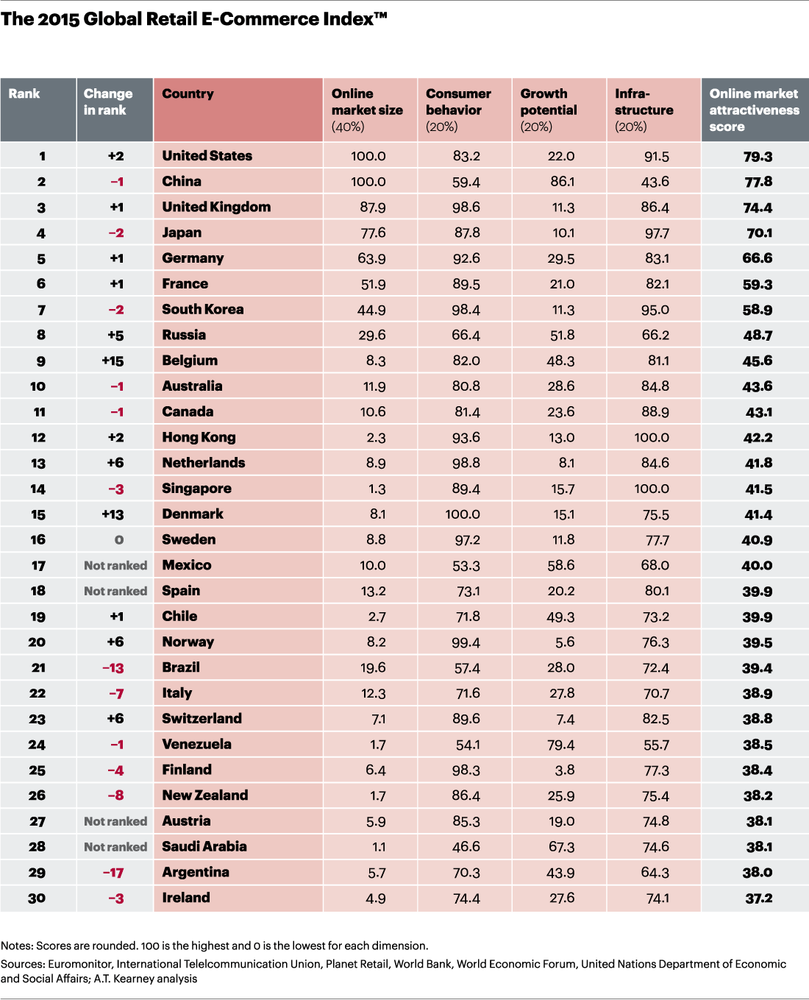 The 2015 Global Retail E-Commerce Index™
Rank Change in rank Country Online market size (40%) Consumer behavior (20%) Growth potential (20%) Infra-structure (20%) Online market attractiveness score
1 +2 United States 100.0 83.2 22.0 91.5 79.3
2 −1 China 100.0 59.4 86.1 43.6 77.8
3 +1 United Kingdom 87.9 98.6 11.3 86.4 74.4
4 −2 Japan 77.6 87.8 10.1 97.7 70.1
5 +1 Germany 63.9 92.6 29.5 83.1 66.6
6 +1 France 51.9 89.5 21.0 82.1 59.3
7 −2 South Korea 44.9 98.4 11.3 95.0 58.9
8 +5 Russia 29.6 66.4 51.8 66.2 48.7
9 +15 Belgium 8.3 82.0 48.3 81.1 45.6
10 −1 Australia 11.9 80.8 28.6 84.8 43.6
11 −1 Canada 10.6 81.4 23.6 88.9 43.1
12 +2 Hong Kong 2.3 93.6 13.0 100.0 42.2
13 +6 Netherlands 8.9 98.8 8.1 84.6 41.8
14 −3 Singapore 1.3 89.4 15.7 100.0 41.5
15 +13 Denmark 8.1 100.0 15.1 75.5 41.4
16 0 Sweden 8.8 97.2 11.8 77.7 40.9
17 Not ranked Mexico 10.0 53.3 58.6 68.0 40.0
18 Not ranked Spain 13.2 73.1 20.2 80.1 39.9
19 +1 Chile 2.7 71.8 49.3 73.2 39.9
20 +6 Norway 8.2 99.4 5.6 76.3 39.5
21 −13 Brazil 19.6 57.4 28.0 72.4 39.4
22 −7 Italy 12.3 71.6 27.8 70.7 38.9
23 +6 Switzerland 7.1 89.6 7.4 82.5 38.8
24 −1 Venezuela 1.7 54.1 79.4 55.7 38.5
25 −4 Finland 6.4 98.3 3.8 77.3 38.4
26 −8 New Zealand 1.7 86.4 25.9 75.4 38.2
27 Not ranked Austria 5.9 85.3 19.0 74.8 38.1
28 Not ranked Saudi Arabia 1.1 46.6 67.3 74.6 38.1
29 −17 Argentina 5.7 70.3 43.9 64.3 38.0
30 −3 Ireland 4.9 74.4 27.6 74.1 37.2
Notes: Scores are rounded. 100 is the highest and 0 is the lowest for each dimension.
Sources: Euromonitor, International Telelcommunication Union, Planet Retail, World Bank, World Economic Forum, United Nations Department of Economic
and Social Affairs; A.T. Kearney analysis